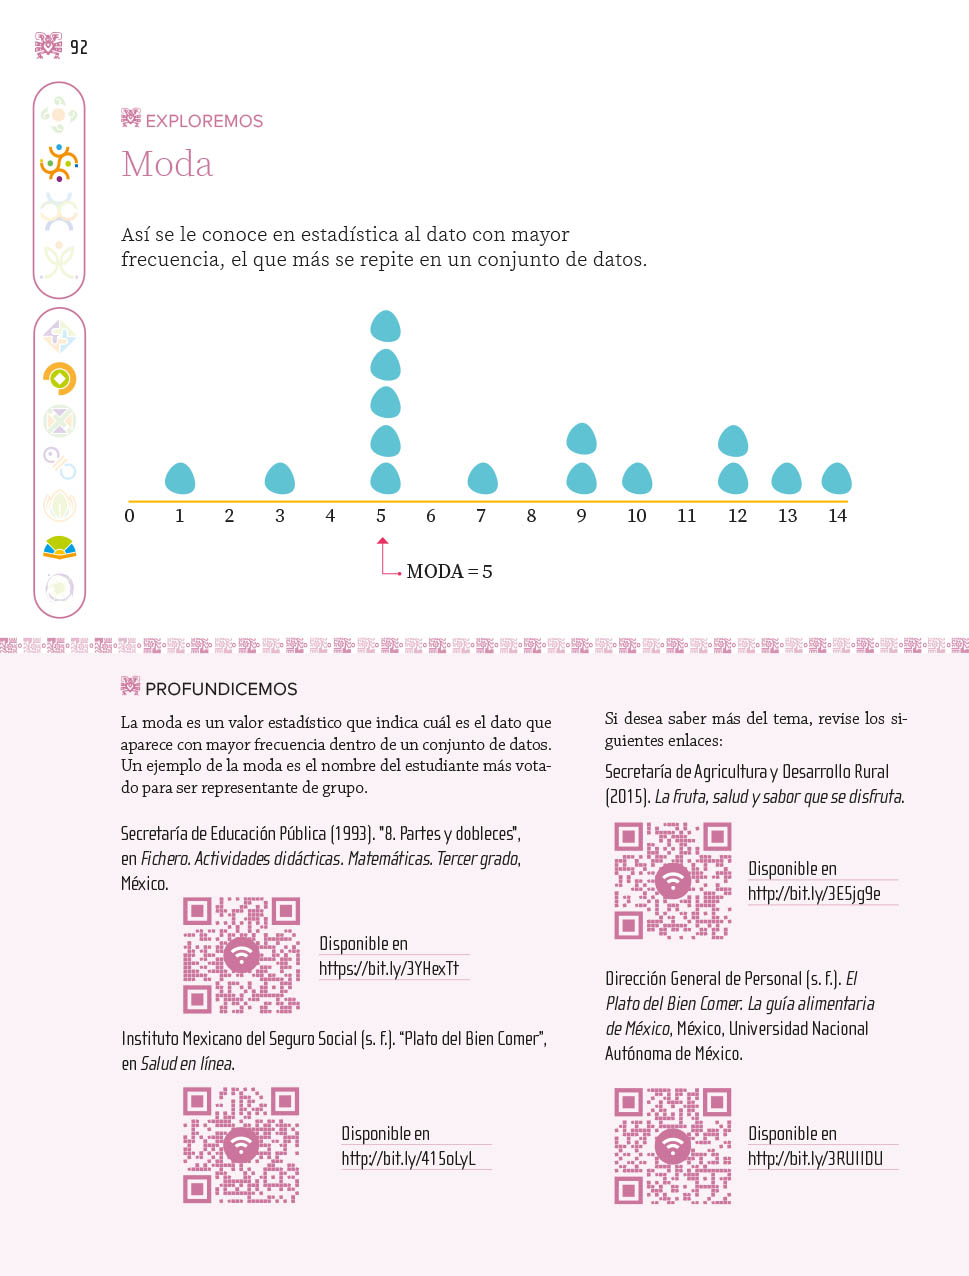 92
EXPLOREMOS
Moda
Así se le conoce en estadística al dato con mayor
frecuencia, el que más se repite en un conjunto de datos.
0 1 2 3 4 5 6 7 8 9 10 11 12 13 14
MODA = 5
PROFUNDICEMOS
La moda es un valor estadístico que indica cuál es el dato que
aparece con mayor frecuencia dentro de un conjunto de datos.
Un ejemplo de la moda es el nombre del estudiante más vota-
do para ser representante de grupo.
Secretaría de Educación Pública (1993). "8. Partes y dobleces",
en Fichero. Actividades didácticas. Matemáticas. Tercer grado,
México.
Disponible en
https://bit.ly/3YHexTt
Instituto Mexicano del Seguro Social (s. f.). “Plato del Bien Comer”,
en Salud en línea.
Disponible en
http://bit.ly/415oLyL
Si desea saber más del tema, revise los si-
guientes enlaces:
Secretaría de Agricultura y Desarrollo Rural
(2015). La fruta, salud y sabor que se disfruta.
Disponible en
http://bit.ly/3E5jg9e
Dirección General de Personal (s. f.). El
Plato del Bien Comer. La guía alimentaria
de México, México, Universidad Nacional
Autónoma de México.
Disponible en
http://bit.ly/3RUIIDU